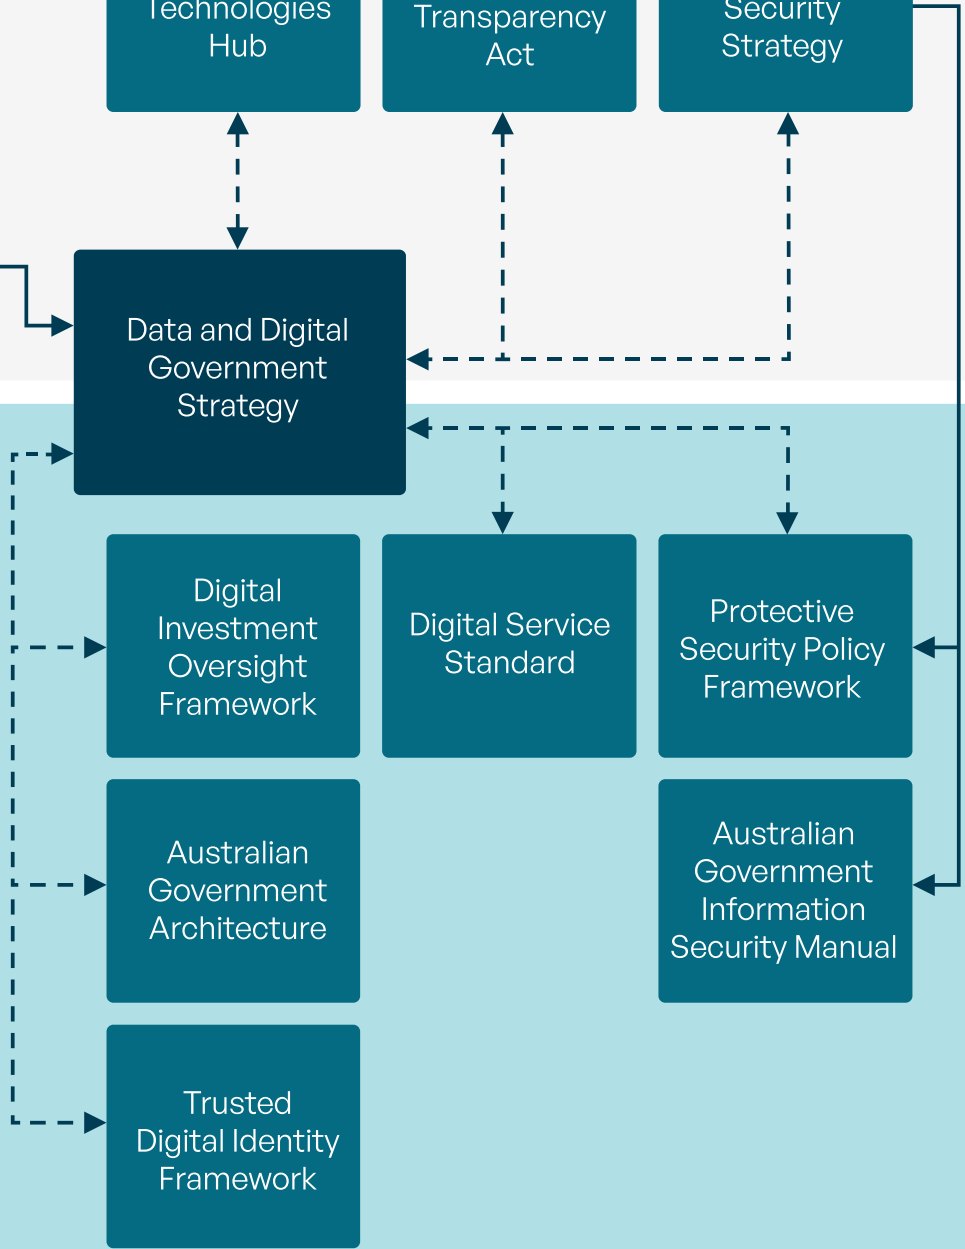 Technologies
Hub
Transparency
Act
Security
Strategy
Data and Digital
Government
Strategy
Digital
Investment
Oversight
Framework
Digital Service
Standard
Protective
Security Policy
Framework
Australian
Government
Architecture
Australian
Government
Information
Security Manual
Trusted
Digital Identity
Framework